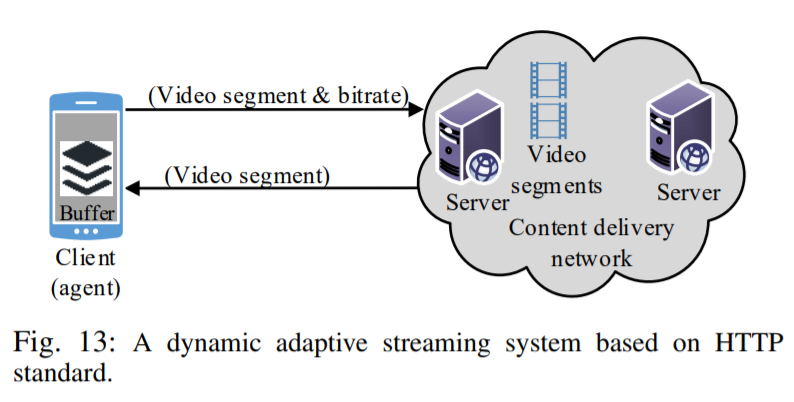 (Video segment & bitrate)
(Video segment)
Buffer
Client
(agent)
Video
segments
Server
Server
Content delivery
network
Fig. 13: A dynamic adaptive streaming system based on HTTP
standard.